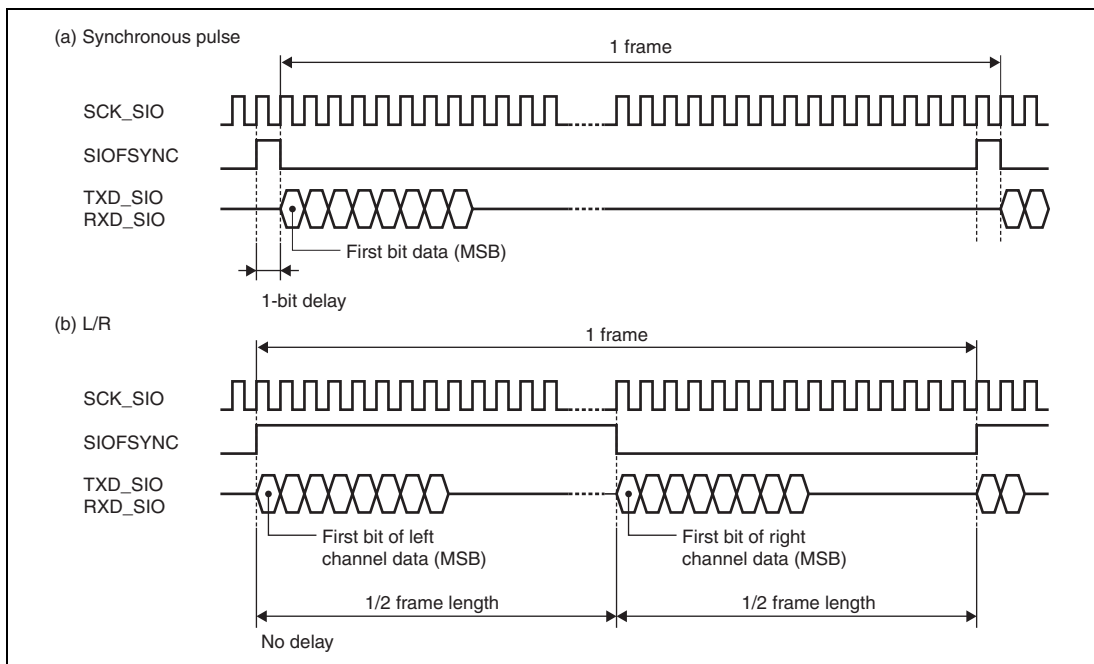 (a) Synchronous pulse
1 frame
SCK_SIO
SIOFSYNC
TXD_SIO
RXD_SIO
First bit data (MSB)
1-bit delay
(b) L/R
1 frame
SCK_SIO
SIOFSYNC
TXD_SIO
RXD_SIO
First bit of left
channel data (MSB)
First bit of right
channel data (MSB)
1/2 frame length
1/2 frame length
No delay